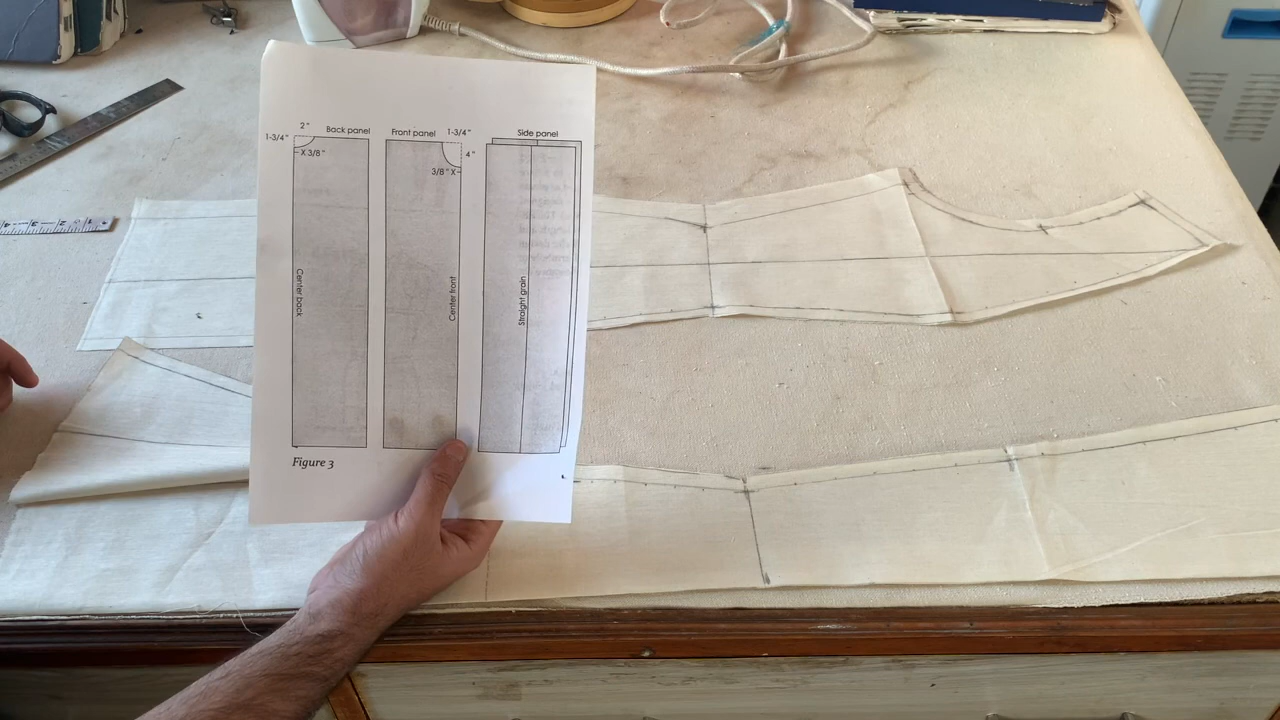 2"
1-3/4"
Back panel
X 3/8"
Center back
Front panel
1-3/4"
4"
3/8" X
Center front
Side panel
Straight grain
Figure 3